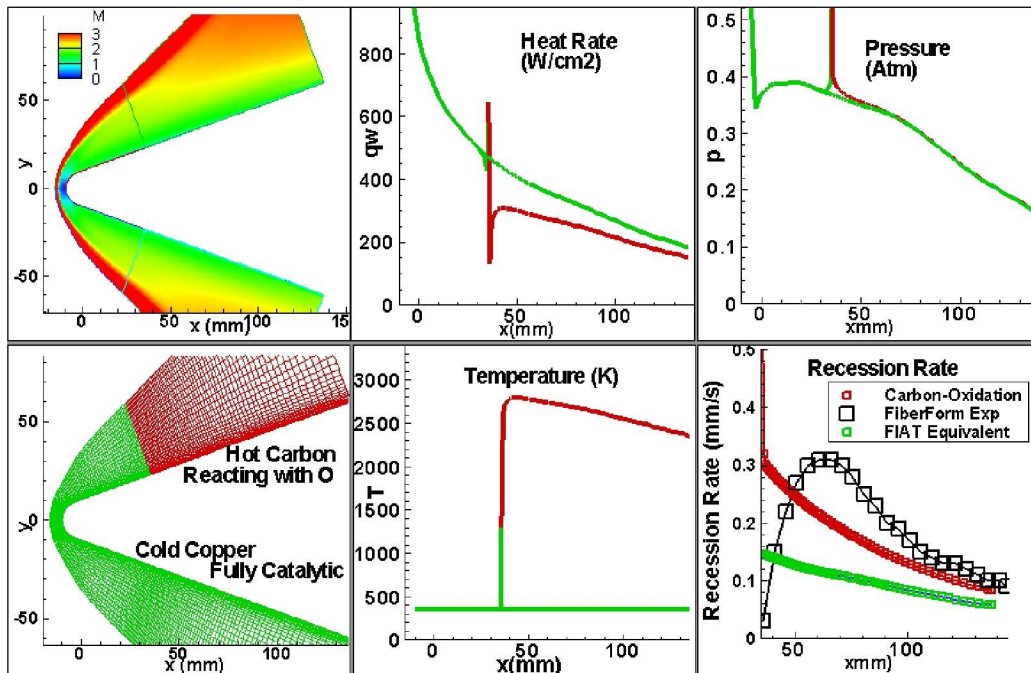 M
3
2
1
0
y
50
0
-50
0
50
100
15
x (mm)
Heat Rate
(W/cm2)
qw
800
600
400
200
0
0
50
100
x(mm)
Pressure
(Atm)
p
0.5
0.4
0.3
0.2
0.1
0
0
50
100
xmm)
Hot Carbon
Reacting with O
Cold Copper
Fully Catalytic
y
50
0
-50
0
50
100
x (mm)
Temperature (K)
T
3000
2500
2000
1500
1000
500
0
0
50
100
x(mm)
Recession Rate
Carbon-Oxidation
FiberForm Exp
FIAT Equivalent
Recession Rate (mm/s)
0.5
0.4
0.3
0.2
0.1
0
50
100
xmm)